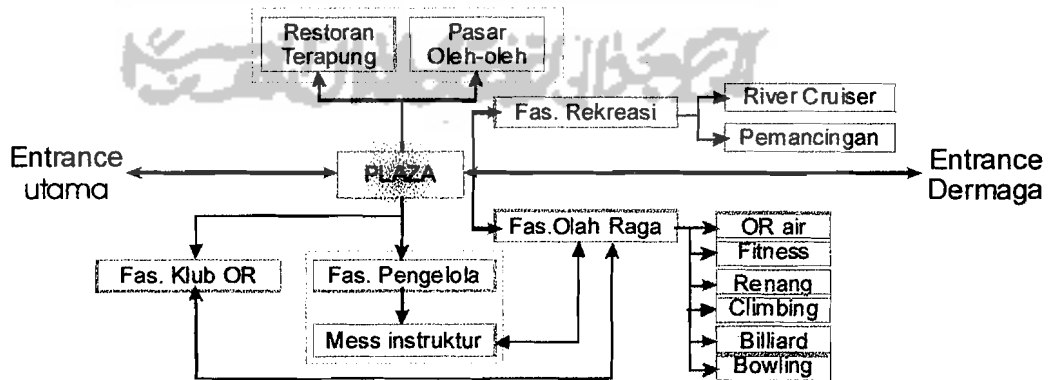 Restoran
Terapung
Pasar
Oleh-oleh
Fas. Rekreasi
River Cruiser
Pemancingan
Entrance
utama
PLAZA
Entrance
Dermaga
Fas. Klub OR
Fas. Pengelola
Mess instruktur
Fas.Olah Raga
OR air
Fitness
Renang
Climbing
Billiard
Bowling